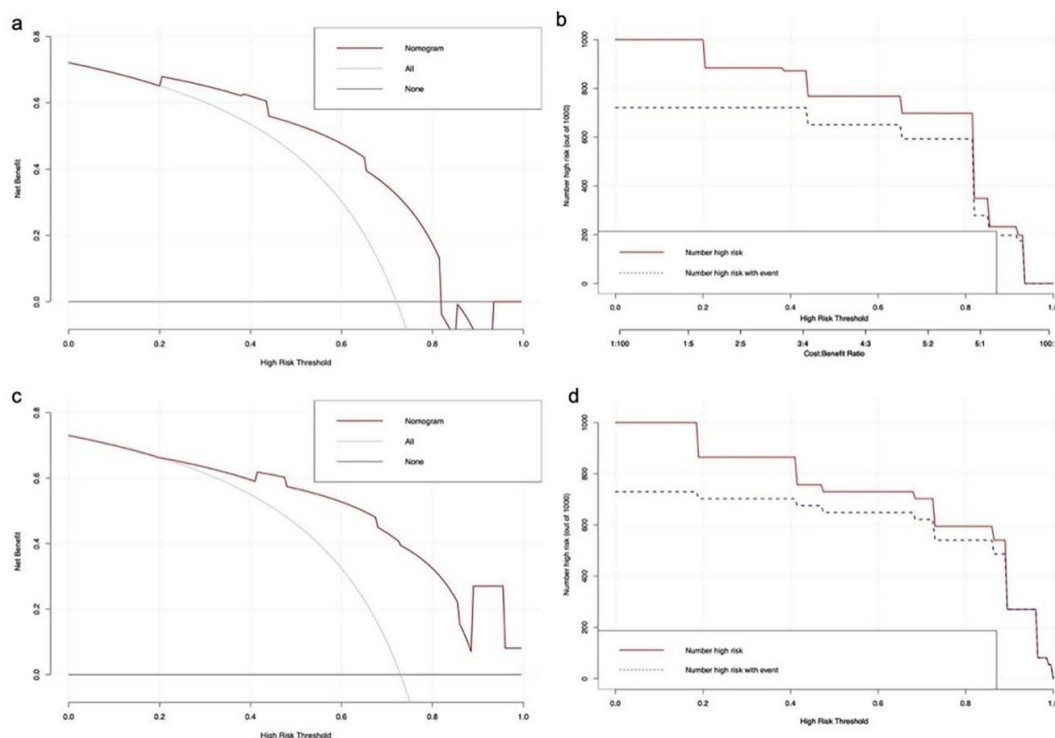 a
Nomogram
All
None
Net Benefit
0.8
0.6
0.4
0.2
0.0
0.0 0.2 0.4 0.6 0.8 1.0
High Risk Threshold
b
Number high risk (out of 1000)
1000
800
600
400
200
0
Number high risk
Number high risk with event
0.0 0.2 0.4 0.6 0.8 1.0
High Risk Threshold
1:100 1:5 2:5 3:4 4:3 5:2 5:1 100:
Cost:Benefit Ratio
c
Nomogram
All
None
Net Benefit
0.8
0.6
0.4
0.2
0.0
0.0 0.2 0.4 0.6 0.8 1.0
High Risk Threshold
d
Number high risk (out of 1000)
1000
800
600
400
200
0
Number high risk
Number high risk with event
0.0 0.2 0.4 0.6 0.8 1.0
High Risk Threshold